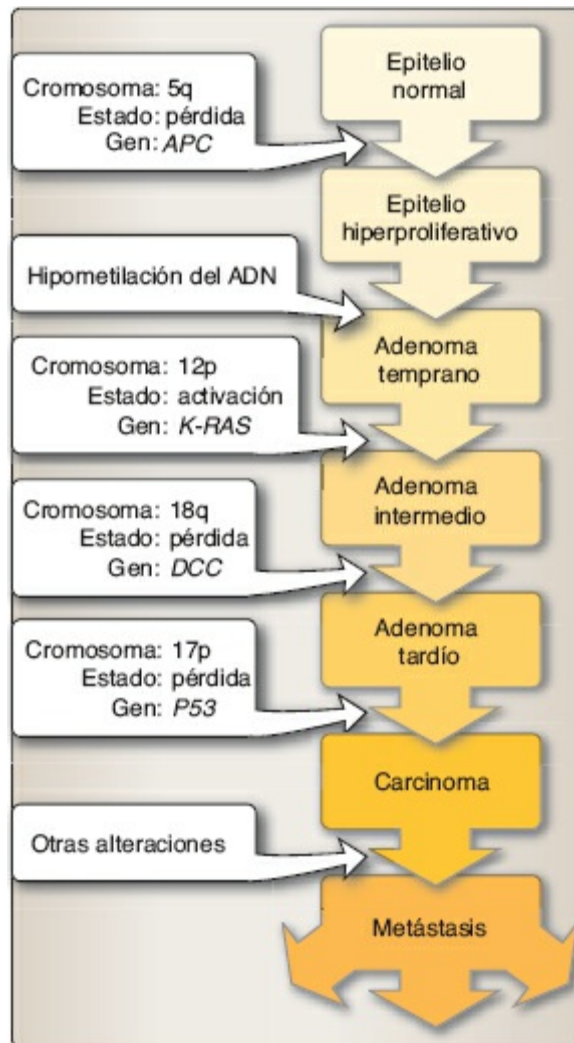 Epitelio
normal
Cromosoma: 5q
Estado: pérdida
Gen: APC
Epitelio
hiperproliferativo
Hipometilación del ADN
Adenoma
temprano
Cromosoma: 12p
Estado: activación
Gen: K-RAS
Adenoma
intermedio
Cromosoma: 18q
Estado: pérdida
Gen: DCC
Adenoma
tardío
Cromosoma: 17p
Estado: pérdida
Gen: P53
Carcinoma
Otras alteraciones
Metástasis